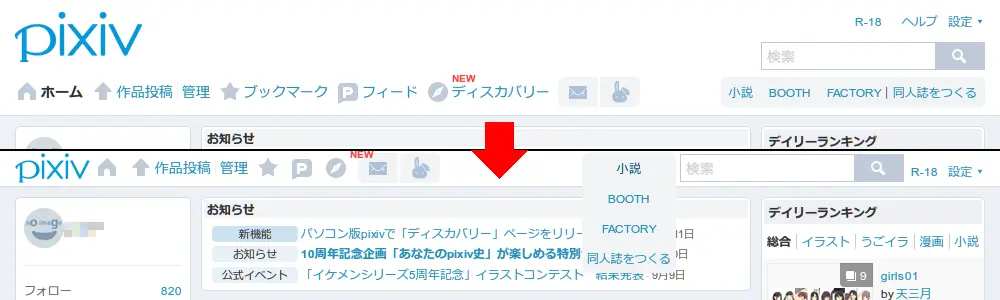 pixiv
R-18 ヘルプ 設定
検索
NEW
ホーム 作品投稿 管理 ブックマーク フィード ディスカバリー 小説 BOOTH FACTORY | 同人誌をつくる
お知らせ デイリーランキング
pixiv 作品投稿 管理 NEW 小説 検索 R-18 設定
BOOTH
FACTORY
同人誌をつくる
お知らせ デイリーランキング
新機能 パソコン版pixivで「ディスカバリー」ページをリリー 1日
お知らせ 10周年記念企画「あなたのpixiv史」が楽しめる特別 0日
公式イベント 「イケメンシリーズ5周年記念」イラストコンテスト 結果発表 - 9月9日
総合 イラスト うごイラ 漫画 小説
no image
フォロー 820
9 girls01
by 天三月